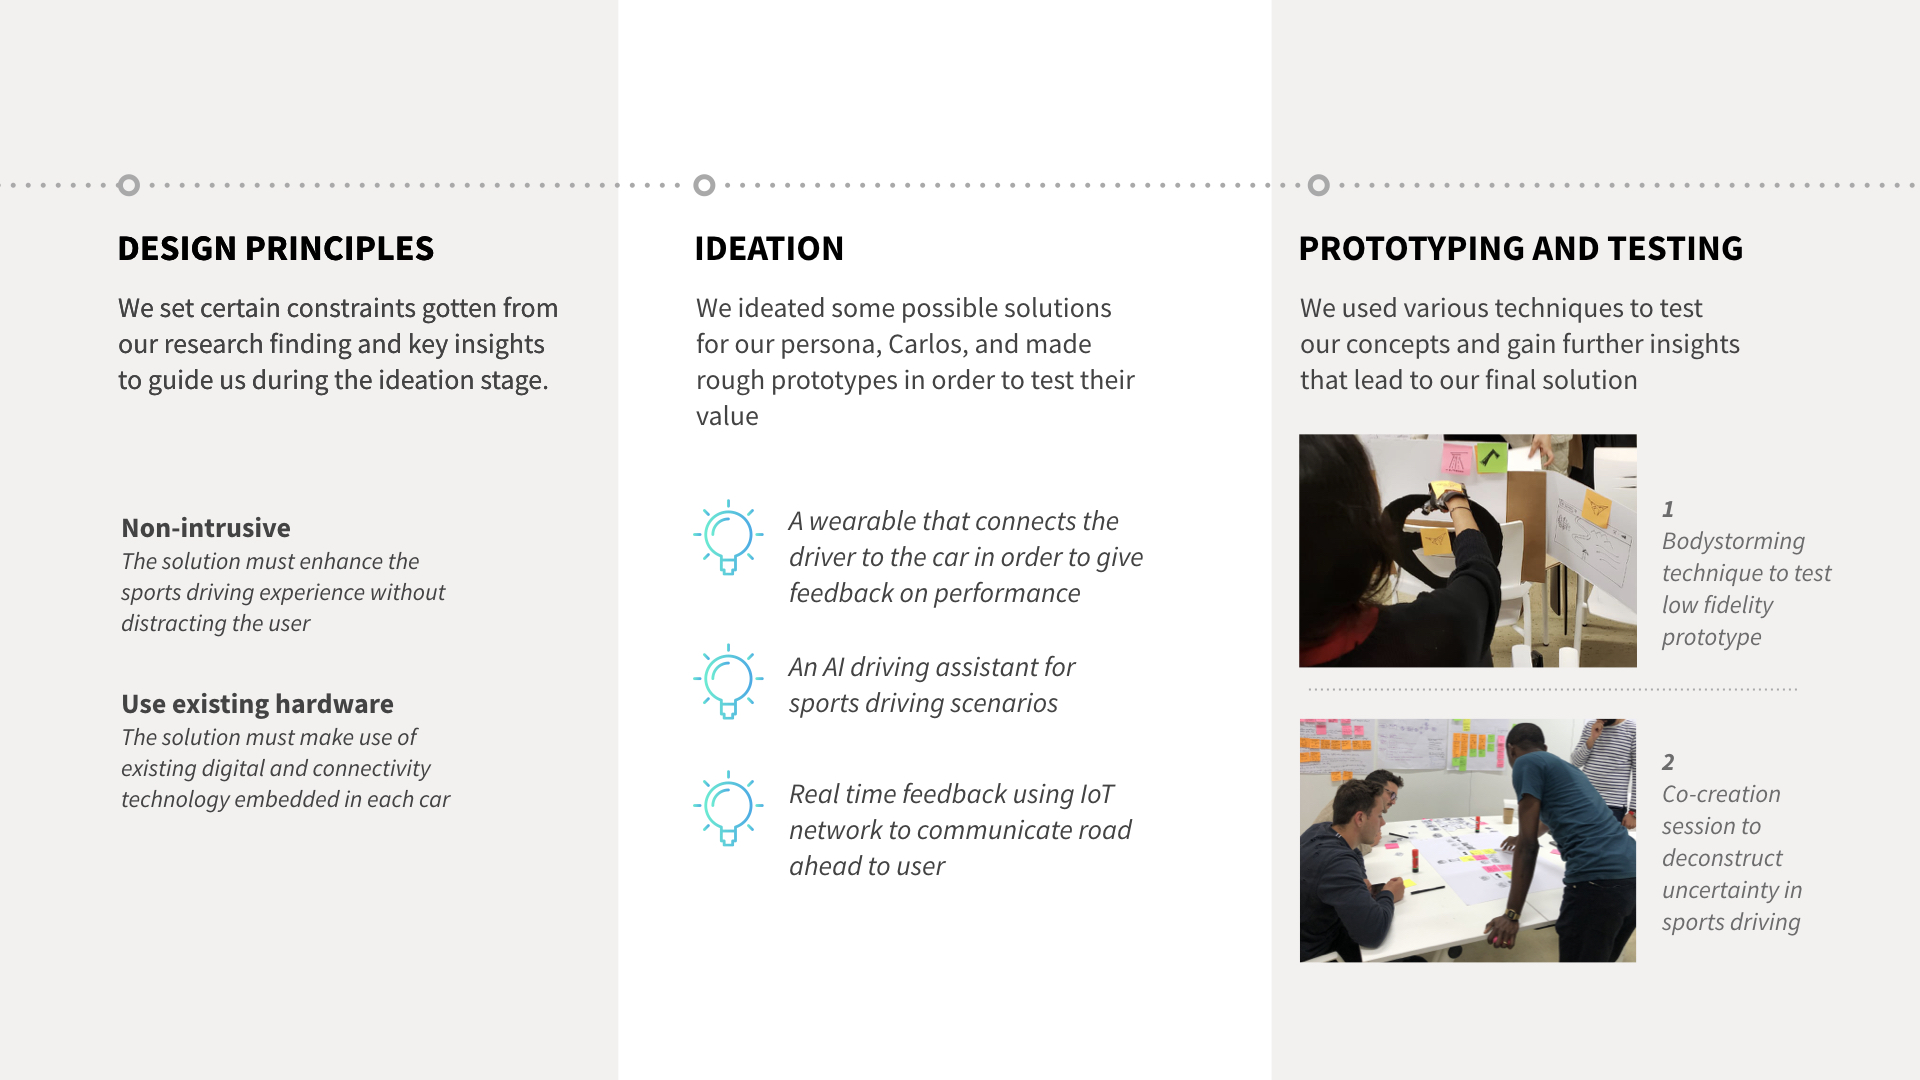 DESIGN PRINCIPLES
We set certain constraints gotten from
our research finding and key insights
to guide us during the ideation stage.
Non-intrusive
The solution must enhance the
sports driving experience without
distracting the user
Use existing hardware
The solution must make use of
existing digital and connectivity
technology embedded in each car
IDEATION
We ideated some possible solutions
for our persona, Carlos, and made
rough prototypes in order to test their
value
A wearable that connects the
driver to the car in order to give
feedback on performance
An AI driving assistant for
sports driving scenarios
Real time feedback using IoT
network to communicate road
ahead to user
PROTOTYPING AND TESTING
We used various techniques to test
our concepts and gain further insights
that lead to our final solution
1
Bodystorming
technique to test
low fidelity
prototype
2
Co-creation
session to
deconstruct
uncertainty in
sports driving